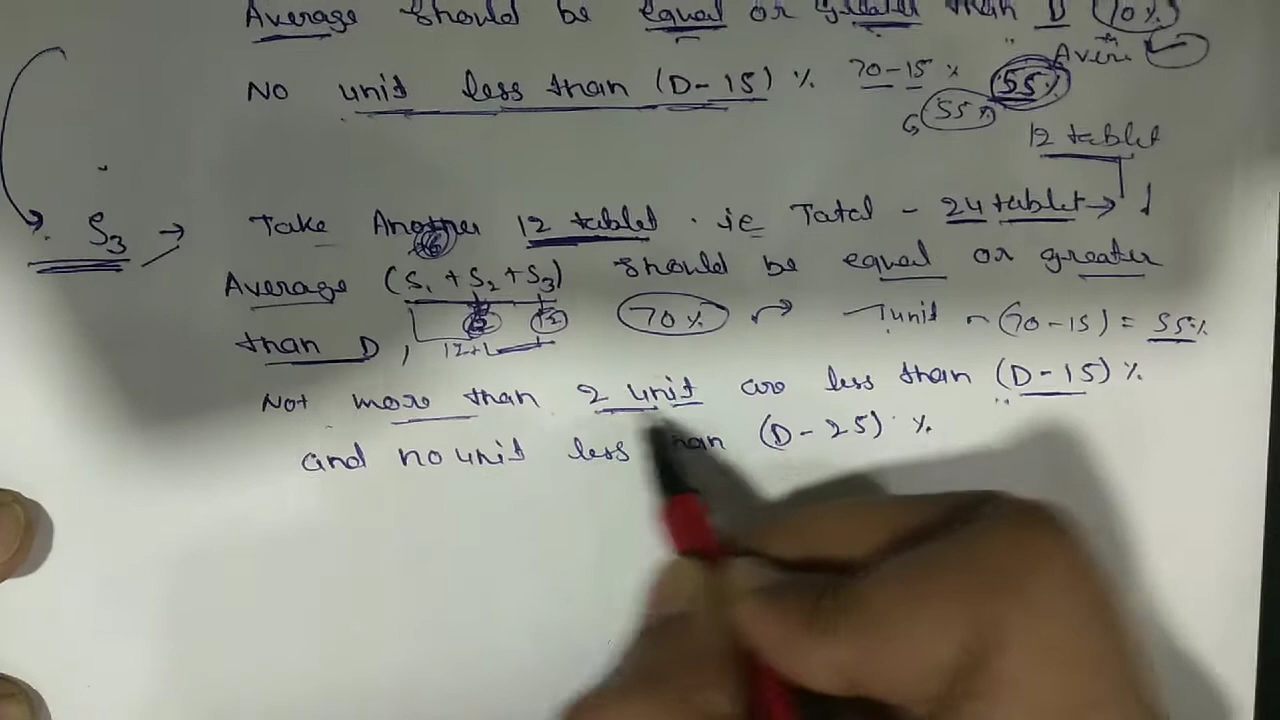 Average should be equal or greater than D (70%)
No unit less than (D-15) % 70-15 % 55%
55%
12 tablet
S3 → Take Another 12 tablet . ie Total - 24 tablet →
6
Average (S1 + S2 + S3) should be equal or greater
than D , 12 70% unit (70-15) = 55%
Not more than 2 unit are less than (D-15) %
and no unit less than (D-25) %